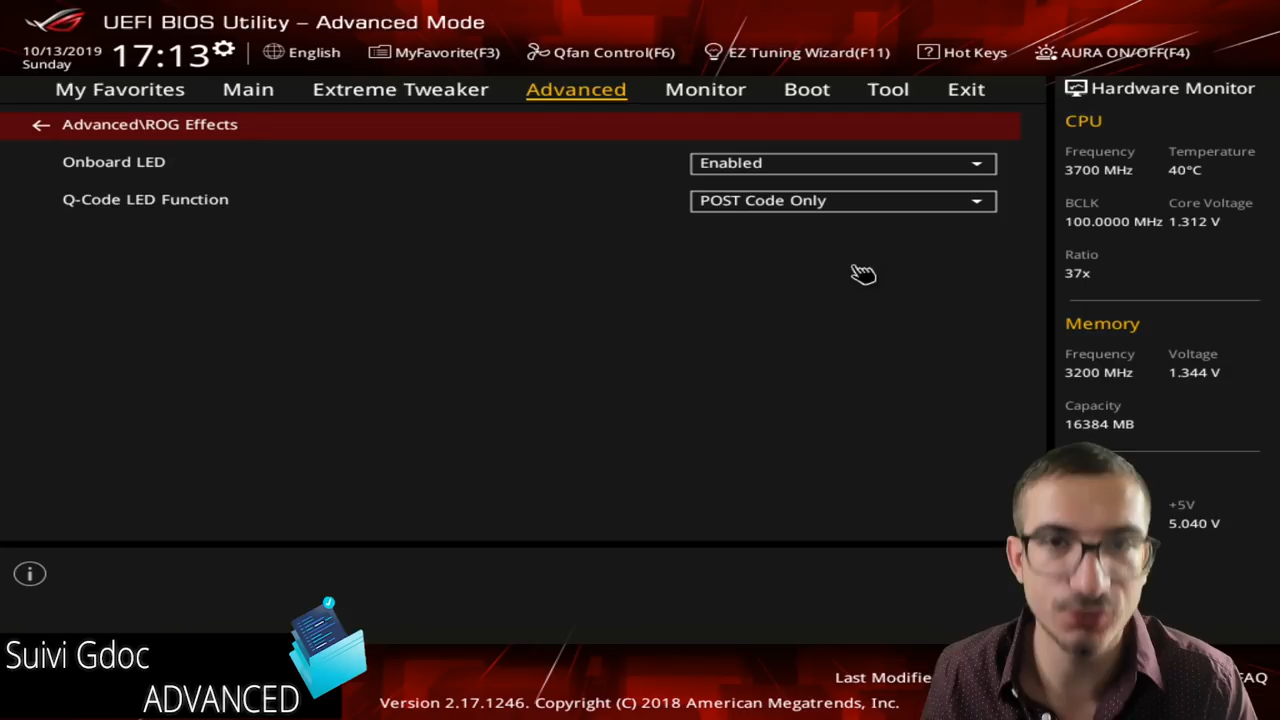 UEFI BIOS Utility – Advanced Mode
10/13/2019
Sunday
17:13
English
MyFavorite(F3)
Qfan Control(F6)
EZ Tuning Wizard(F11)
? Hot Keys
AURA ON/OFF(F4)
My Favorites Main Extreme Tweaker Advanced Monitor Boot Tool Exit
Hardware Monitor
Advanced\ROG Effects
Onboard LED Enabled
Q-Code LED Function POST Code Only
CPU
Frequency Temperature
3700 MHz 40°C
BCLK Core Voltage
100.0000 MHz 1.312 V
Ratio
37x
Memory
Frequency Voltage
3200 MHz 1.344 V
Capacity
16384 MB
+5V
5.040 V
i
Suivi Gdoc
ADVANCED
Last Modifie
FAQ
Version 2.17.1246. Copyright (C) 2018 American Megatrends, Inc.